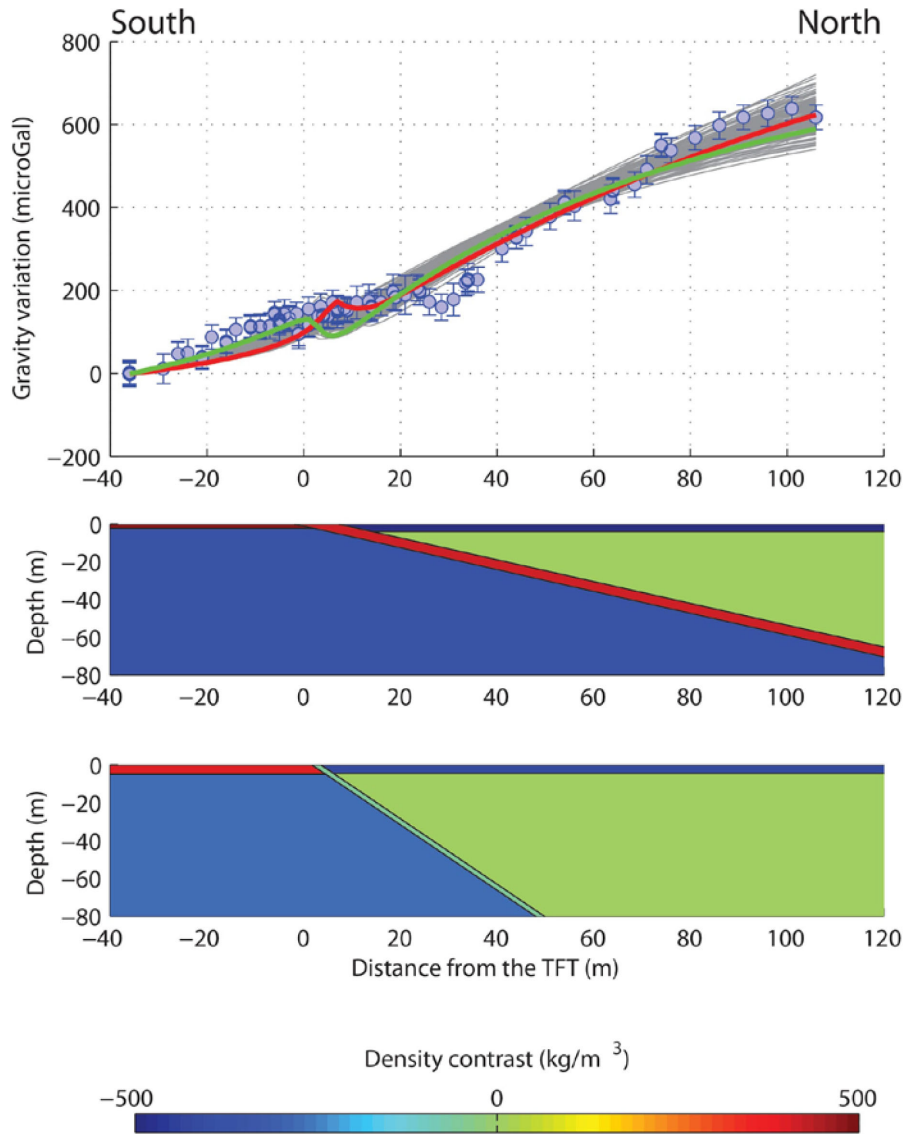 South North
800
600
400
200
0
−200
Gravity variation (microGal)
−40 −20 0 20 40 60 80 100 120
0
−20
−40
−60
−80
Depth (m)
−40 −20 0 20 40 60 80 100 120
0
−20
−40
−60
−80
Depth (m)
−40 −20 0 20 40 60 80 100 120
Distance from the TFT (m)
Density contrast (kg/m ³)
−500 0 500